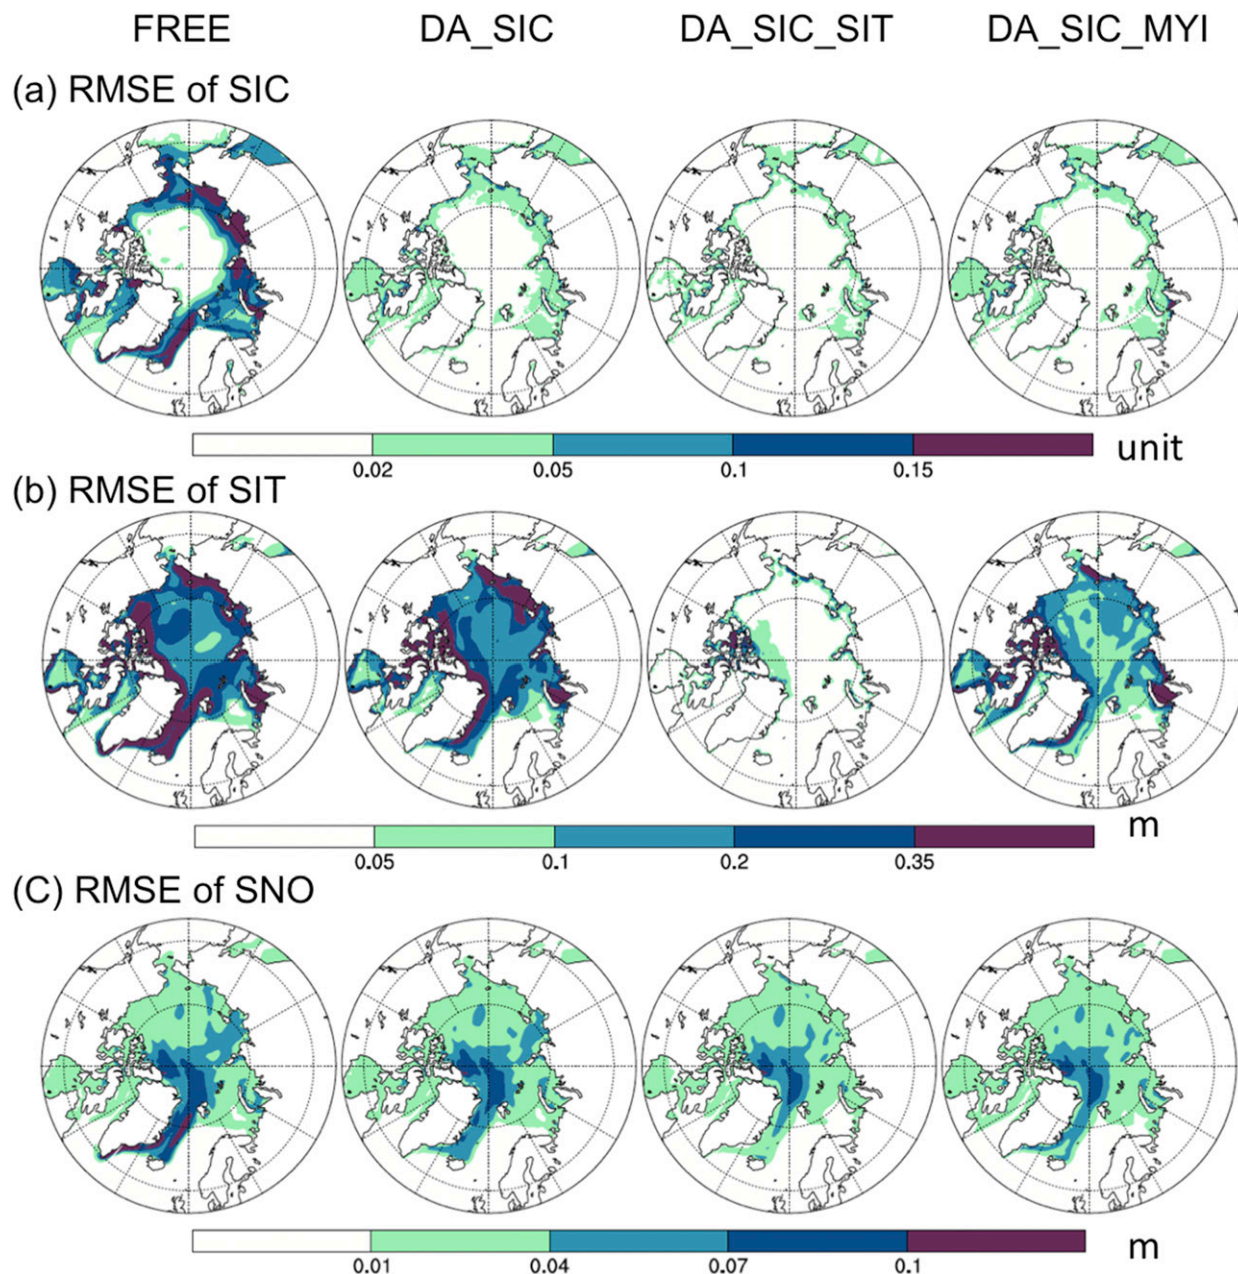 FREE DA_SIC DA_SIC_SIT DA_SIC_MYI
(a) RMSE of SIC
0.02 0.05 0.1 0.15 unit
(b) RMSE of SIT
0.05 0.1 0.2 0.35 m
(C) RMSE of SNO
0.01 0.04 0.07 0.1 m